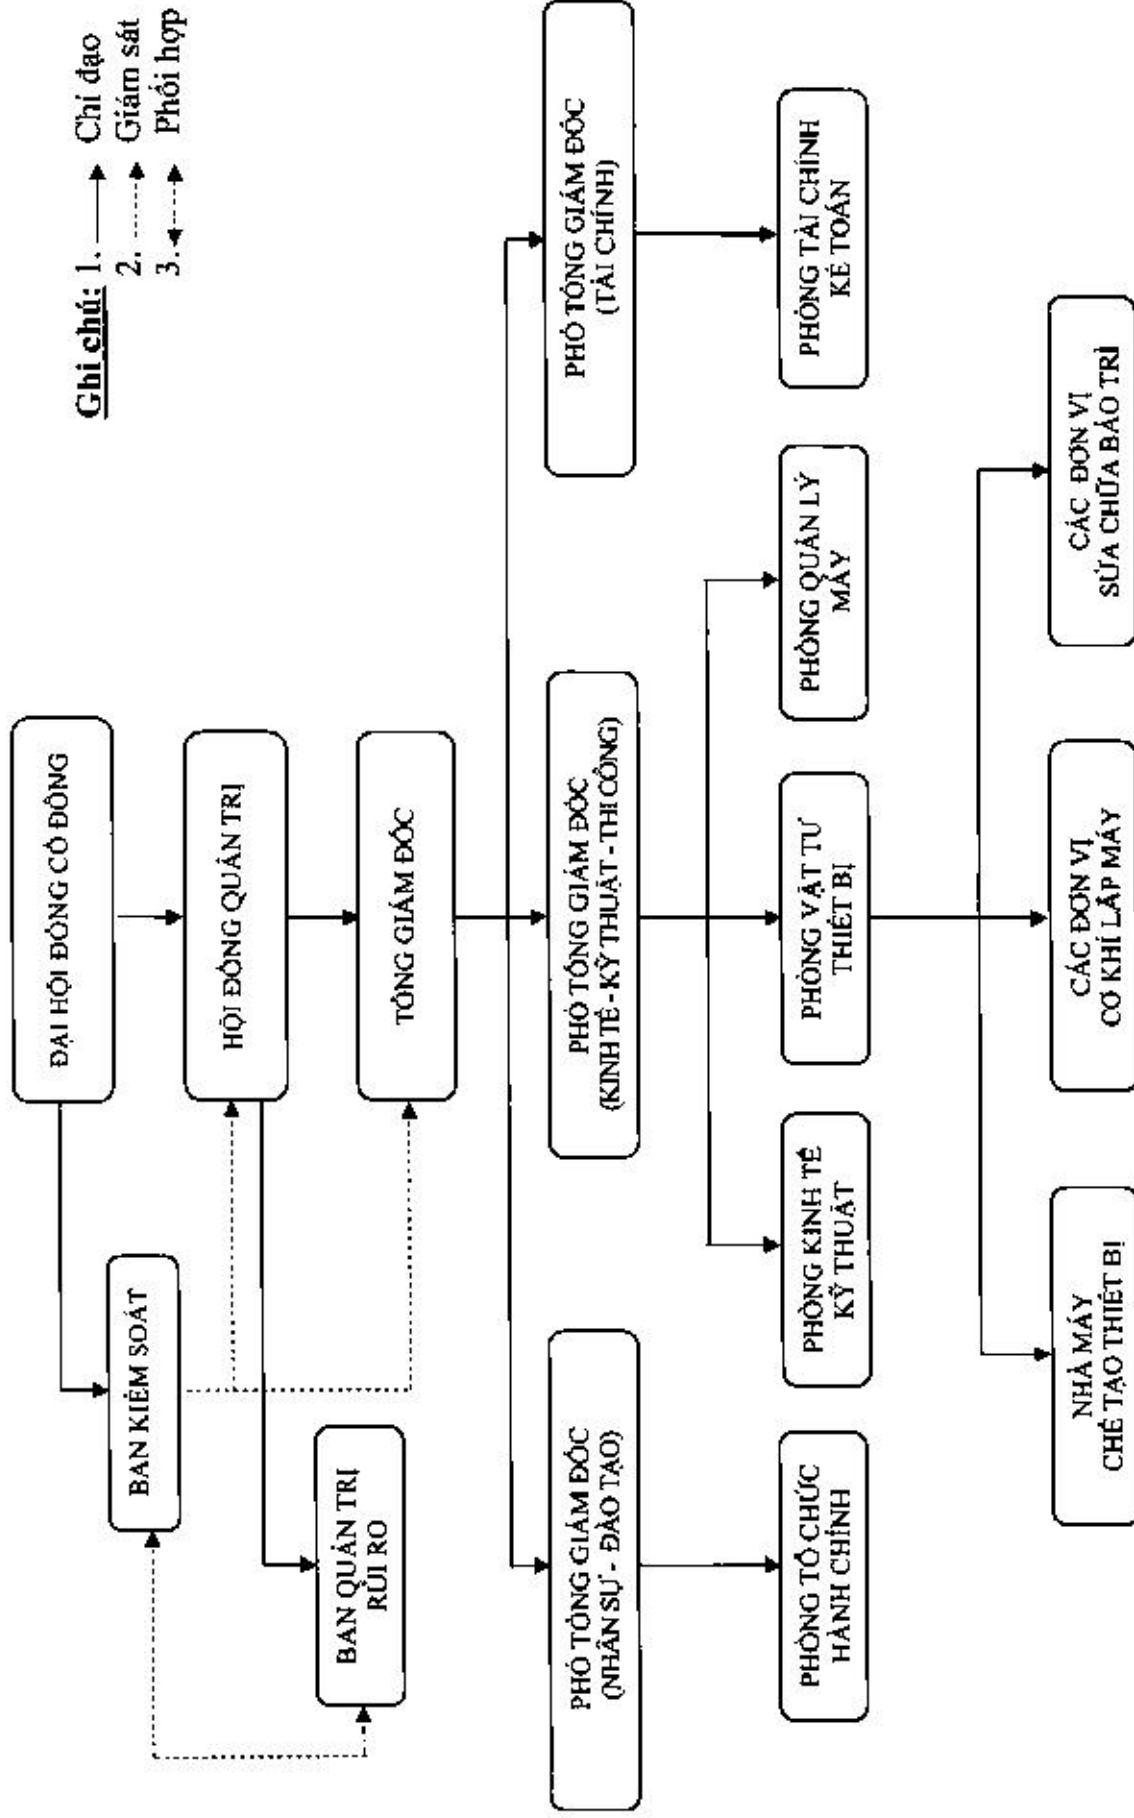 Ghi chú: 1. Chỉ đạo
2. Giám sát
3. Phối hợp
ĐẠI HỘI ĐỒNG CỔ ĐÔNG
BAN KIỂM SOÁT
HỘI ĐỒNG QUẢN TRỊ
BAN QUẢN TRỊ
RỦI RO
TỔNG GIÁM ĐỐC
PHÓ TỔNG GIÁM ĐỐC
(NHÂN SỰ - ĐÀO TẠO)
PHÓ TỔNG GIÁM ĐỐC
(KINH TẾ - KỸ THUẬT - THI CÔNG)
PHÓ TỔNG GIÁM ĐỐC
(TÀI CHÍNH)
PHÒNG TỔ CHỨC
HÀNH CHÍNH
PHÒNG KINH TẾ
KỸ THUẬT
PHÒNG VẬT TƯ
THIẾT BỊ
PHÒNG QUẢN LÝ
MÁY
PHÒNG TÀI CHÍNH
KẾ TOÁN
NHÀ MÁY
CHẾ TẠO THIẾT BỊ
CÁC ĐƠN VỊ
CƠ KHÍ LẮP MÁY
CÁC ĐƠN VỊ
SỬA CHỮA BẢO TRÌ